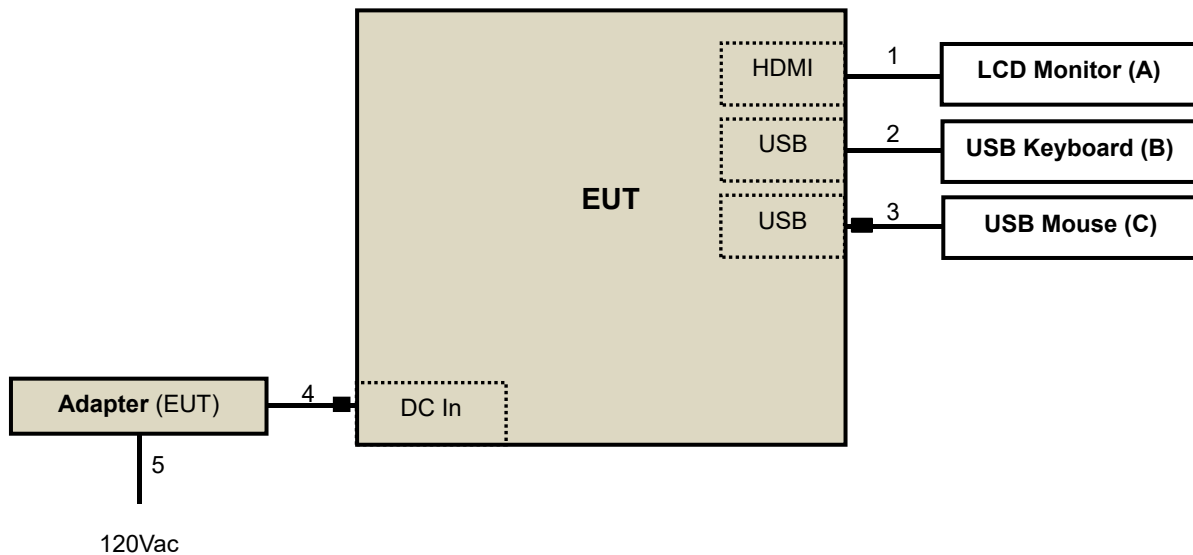 HDMI
1
LCD Monitor (A)
USB
2
USB Keyboard (B)
EUT
USB
3
USB Mouse (C)
Adapter (EUT)
4
DC In
5
120Vac